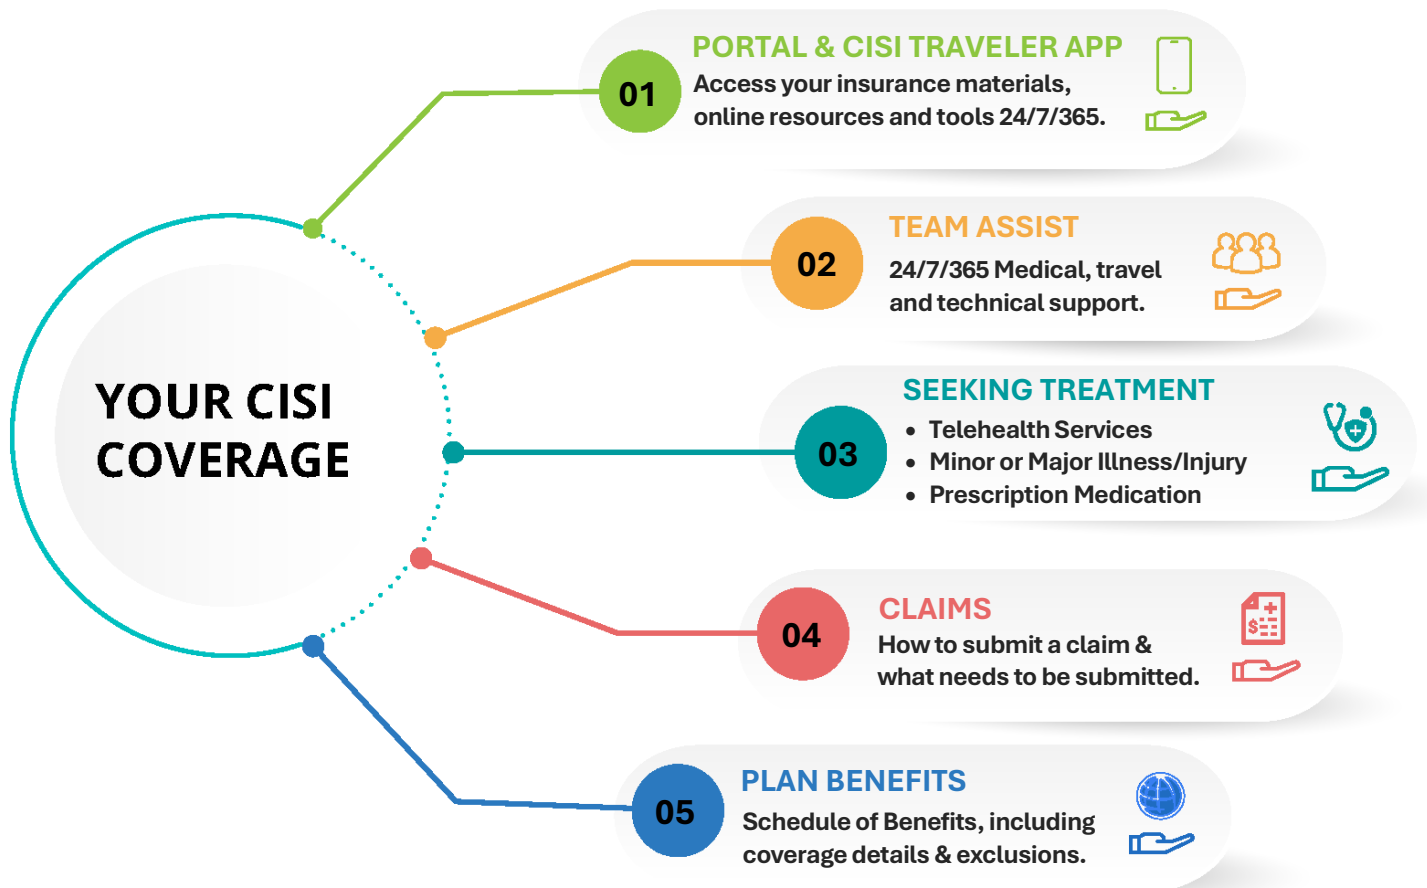 YOUR CISI
COVERAGE
01
PORTAL & CISI TRAVELER APP
Access your insurance materials,
online resources and tools 24/7/365.
02
TEAM ASSIST
24/7/365 Medical, travel
and technical support.
03
SEEKING TREATMENT
• Telehealth Services
• Minor or Major Illness/Injury
• Prescription Medication
04
CLAIMS
How to submit a claim &
what needs to be submitted.
$
05
PLAN BENEFITS
Schedule of Benefits, including
coverage details & exclusions.